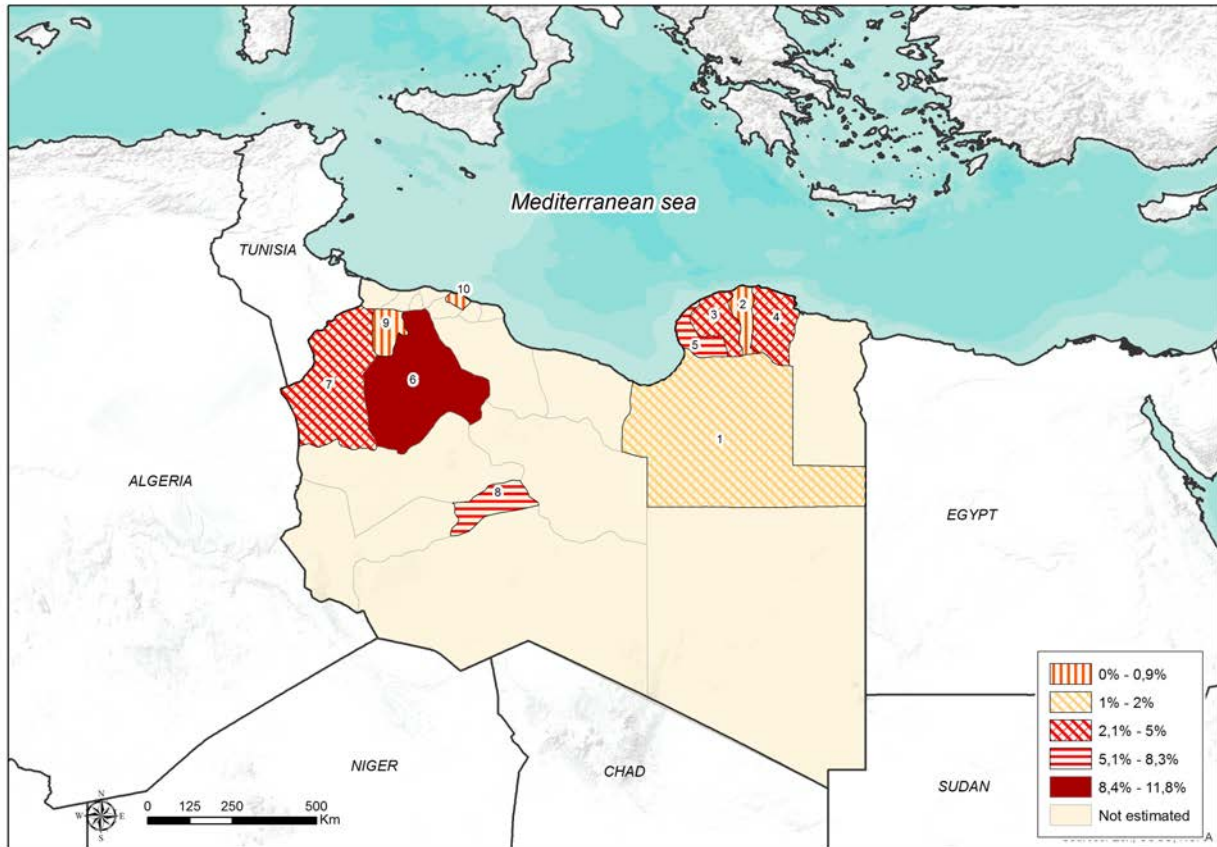 Mediterranean sea
TUNISIA
10
2
3
4
9
5
7
6
1
ALGERIA
8
EGYPT
0% - 0,9%
1% - 2%
2,1% - 5%
5,1% - 8,3%
8,4% - 11,8%
Not estimated
NIGER
CHAD
SUDAN
N
W
E
S
0 125 250 500
Km